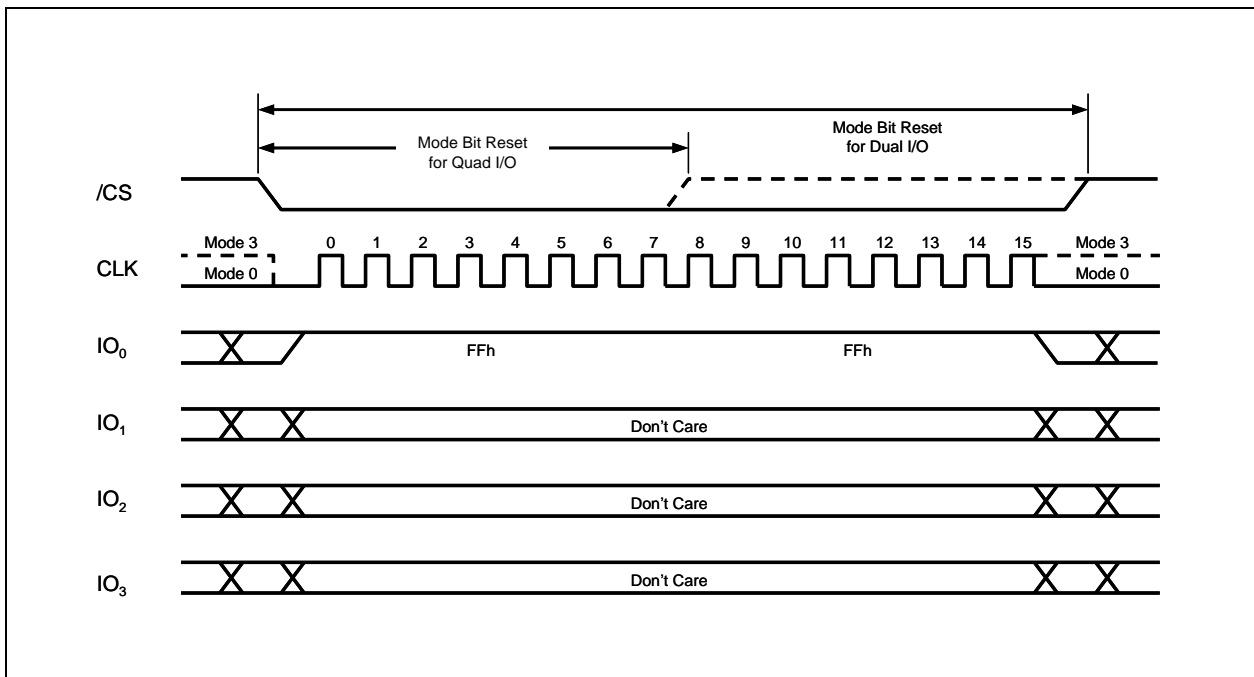 Mode Bit Reset
for Quad I/O
Mode Bit Reset
for Dual I/O
/CS
Mode 3
0 1 2 3 4 5 6 7 8 9 10 11 12 13 14 15
Mode 3
CLK
Mode 0
Mode 0
IO0
FFh
FFh
IO1
Don't Care
IO2
Don't Care
IO3
Don't Care